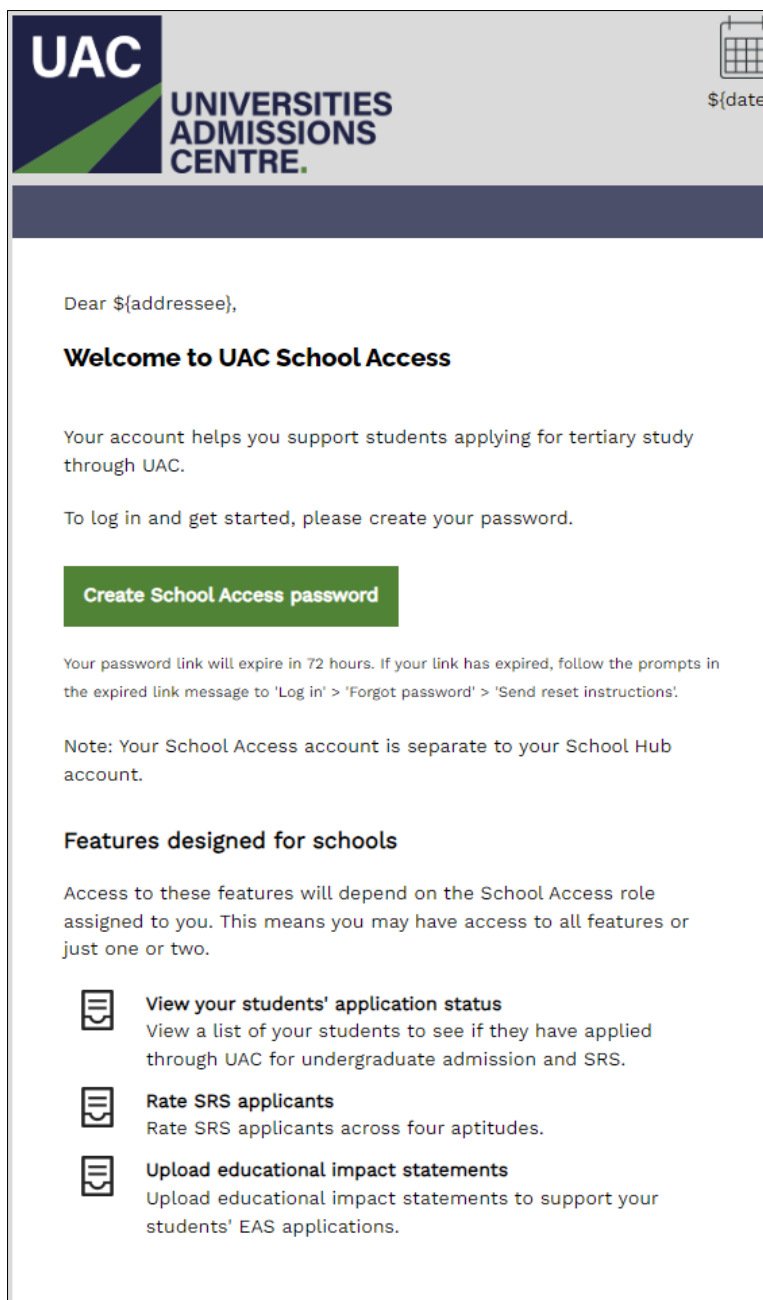 UAC
UNIVERSITIES
ADMISSIONS
CENTRE.
${date
Dear ${addressee},
Welcome to UAC School Access
Your account helps you support students applying for tertiary study
through UAC.
To log in and get started, please create your password.
Create School Access password
Your password link will expire in 72 hours. If your link has expired, follow the prompts in
the expired link message to 'Log in' > 'Forgot password' > 'Send reset instructions'.
Note: Your School Access account is separate to your School Hub
account.
Features designed for schools
Access to these features will depend on the School Access role
assigned to you. This means you may have access to all features or
just one or two.
View your students' application status
View a list of your students to see if they have applied
through UAC for undergraduate admission and SRS.
Rate SRS applicants
Rate SRS applicants across four aptitudes.
Upload educational impact statements
Upload educational impact statements to support your
students' EAS applications.